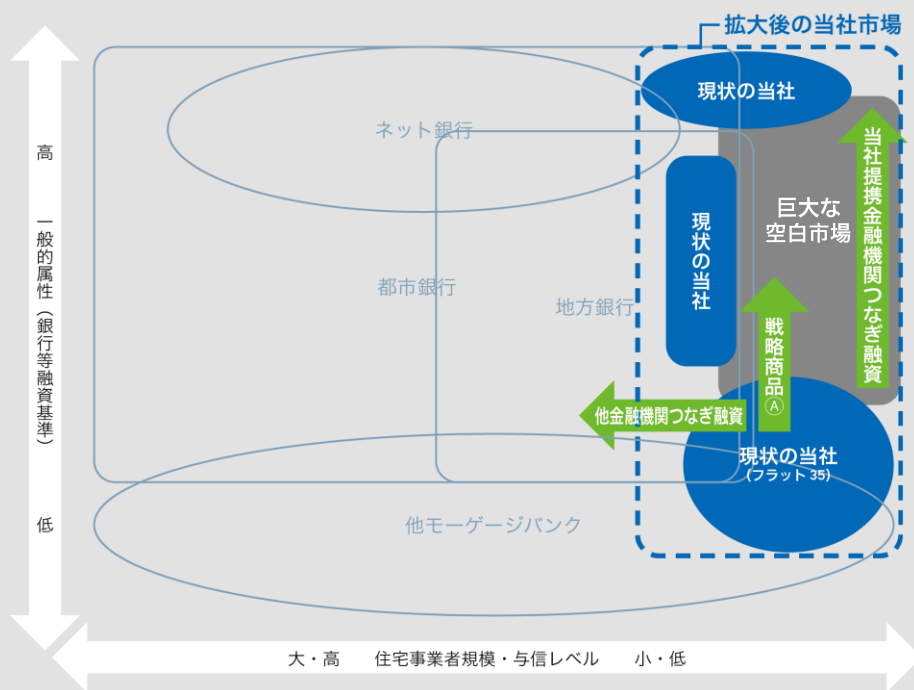 拡大後の当社市場
現状の当社
ネット銀行
高
一般的属性（銀行等融資基準）
低
都市銀行
地方銀行
現状の当社
巨大な
空白市場
当社提携金融機関つなぎ融資
戦略商品Ⓐ
他金融機関つなぎ融資
現状の当社
（フラット 35）
他モーゲージバンク
大・高　住宅事業者規模・与信レベル　小・低